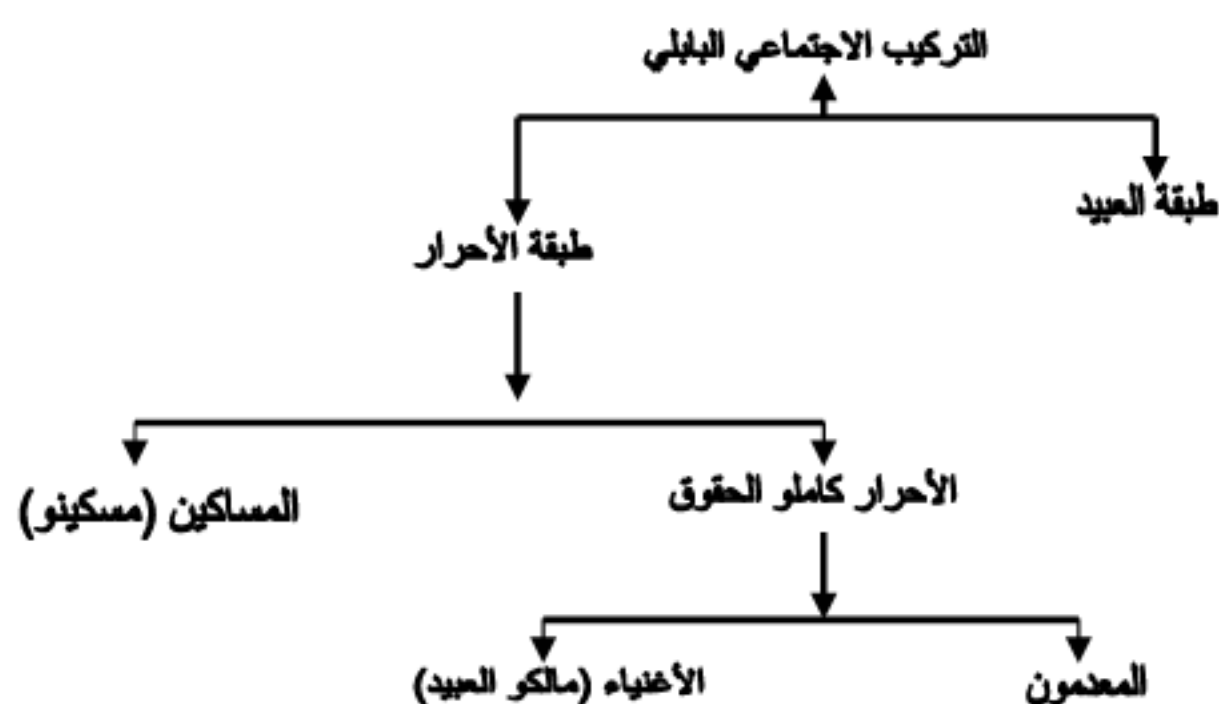 التركيب الاجتماعي البابلي
طبقة العبيد
طبقة الأحرار
الأحرار كاملو الحقوق
المساكين (مسكينو)
المعدمون
الأغنياء (مالكو العبيد)